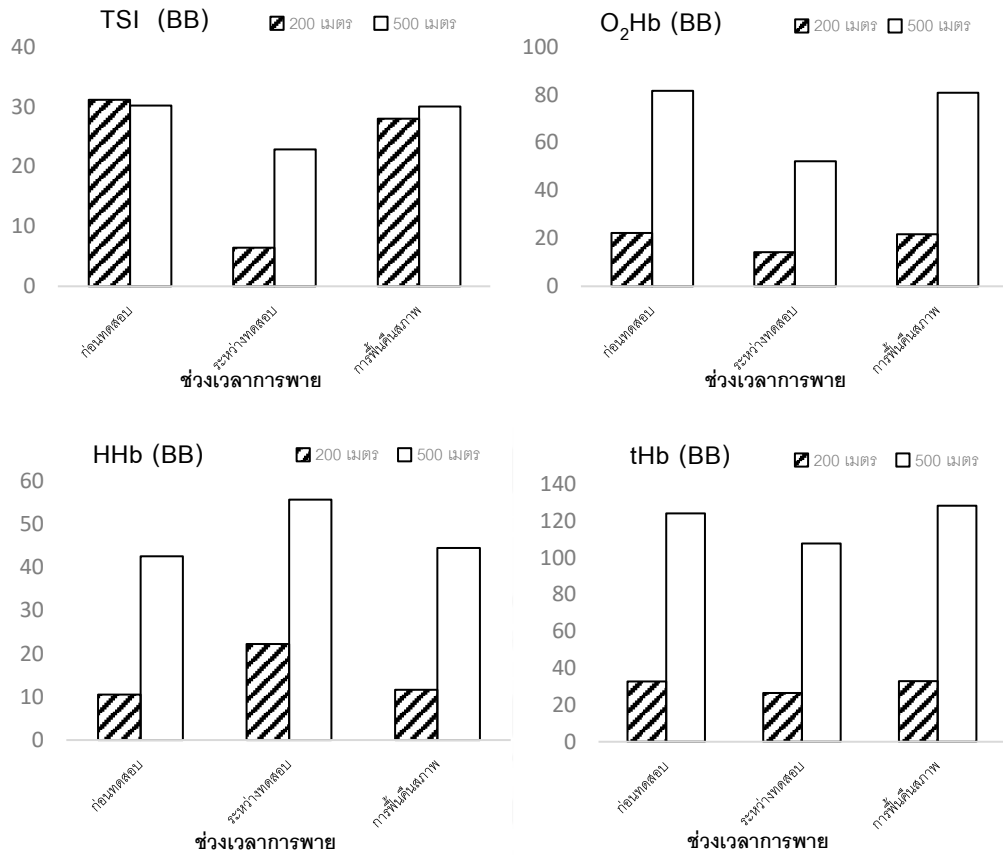 TSI (BB)
200 เมตร 500 เมตร
40
30
20
10
0
ก่อนทดสอบ
ระหว่างทดสอบ
การฟื้นคืนสภาพ
ช่วงเวลาการพาย
O₂Hb (BB)
200 เมตร 500 เมตร
100
80
60
40
20
0
ก่อนทดสอบ
ระหว่างทดสอบ
การฟื้นคืนสภาพ
ช่วงเวลาการพาย
HHb (BB)
200 เมตร 500 เมตร
60
50
40
30
20
10
0
ก่อนทดสอบ
ระหว่างทดสอบ
การฟื้นคืนสภาพ
ช่วงเวลาการพาย
tHb (BB)
200 เมตร 500 เมตร
140
120
100
80
60
40
20
0
ก่อนทดสอบ
ระหว่างทดสอบ
การฟื้นคืนสภาพ
ช่วงเวลาการพาย